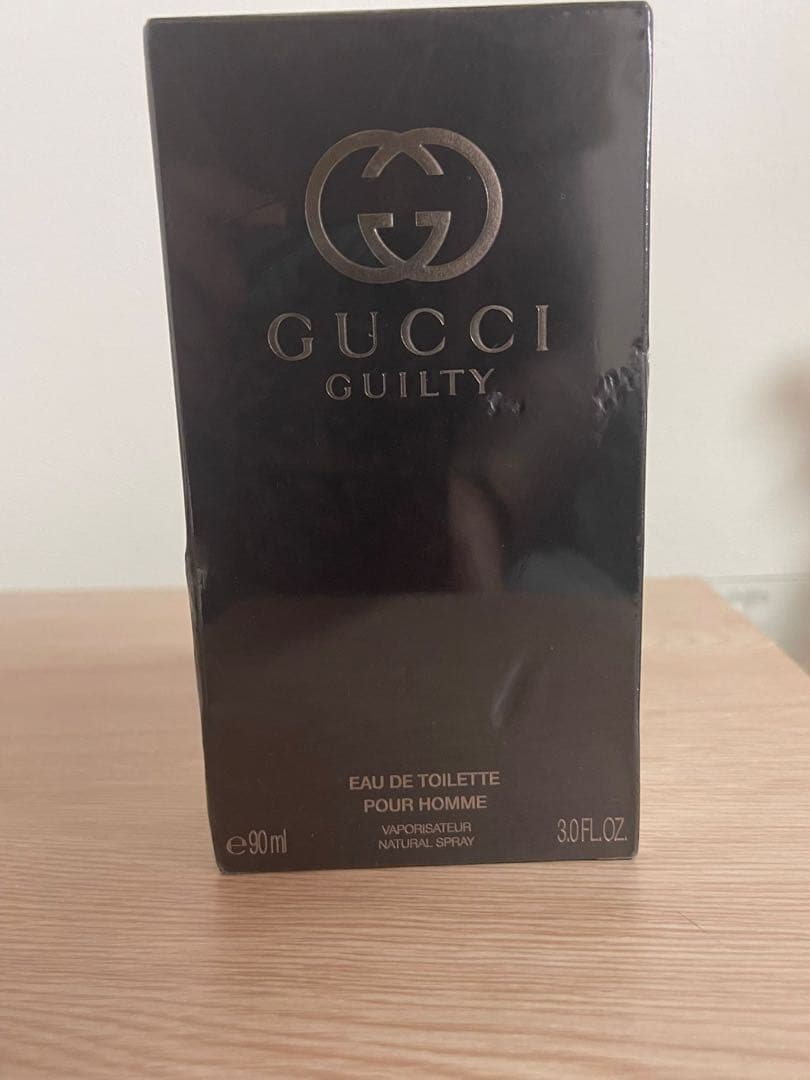 GUCCI
GUILTY
EAU DE TOILETTE
POUR HOMME
VAPORISATEUR
NATURAL SPRAY
℮90ml
3.0FL.OZ.